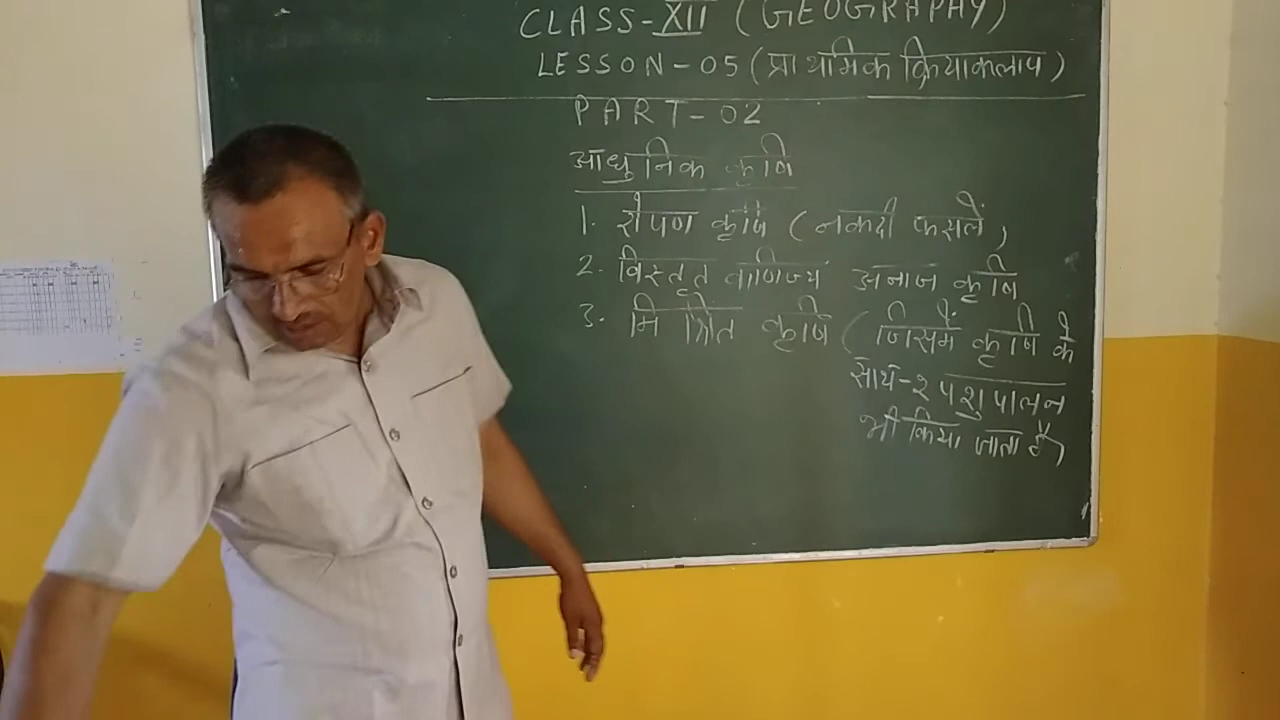 CLASS-XII (GEOGRAPHY)
LESSON-05 (प्राथमिक क्रियाकलाप)
PART-02
आधुनिक कृषि
1. रोपण कृषि (नकदी फसलें)
2. विस्तृत वाणिज्य अनाज कृषि
3. मिश्रित कृषि (जिसमें कृषि के
साथ-२ पशुपालन
भी किया जाता है)